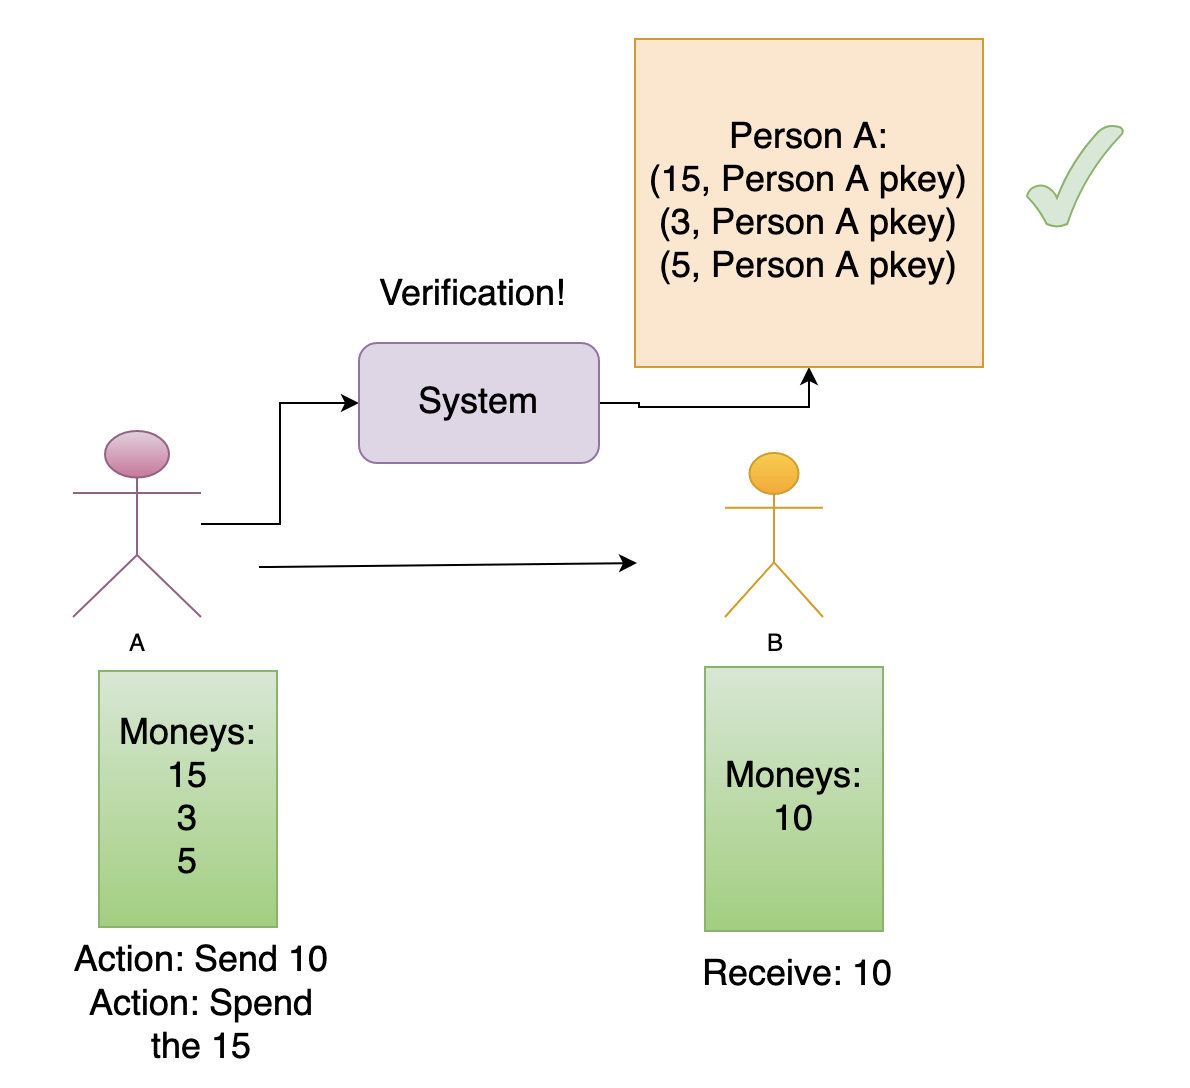 Person A:
(15, Person A pkey)
(3, Person A pkey)
(5, Person A pkey)
Verification!
System
A
B
Moneys:
15
3
5
Moneys:
10
Action: Send 10
Action: Spend
the 15
Receive: 10